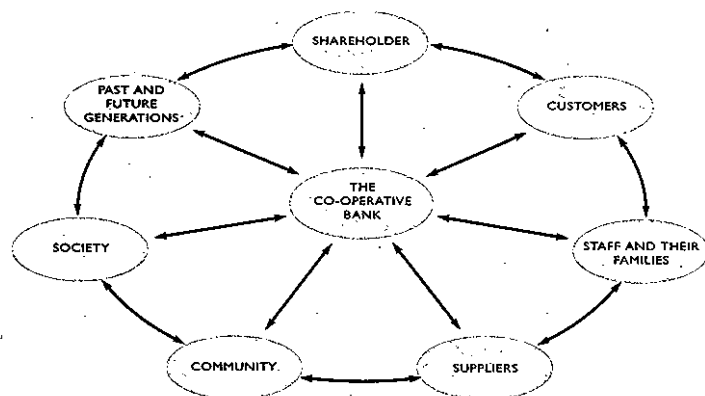 SHAREHOLDER
PAST AND
FUTURE
GENERATIONS
CUSTOMERS
THE
CO-OPERATIVE
BANK
SOCIETY
STAFF AND THEIR
FAMILIES
COMMUNITY
SUPPLIERS